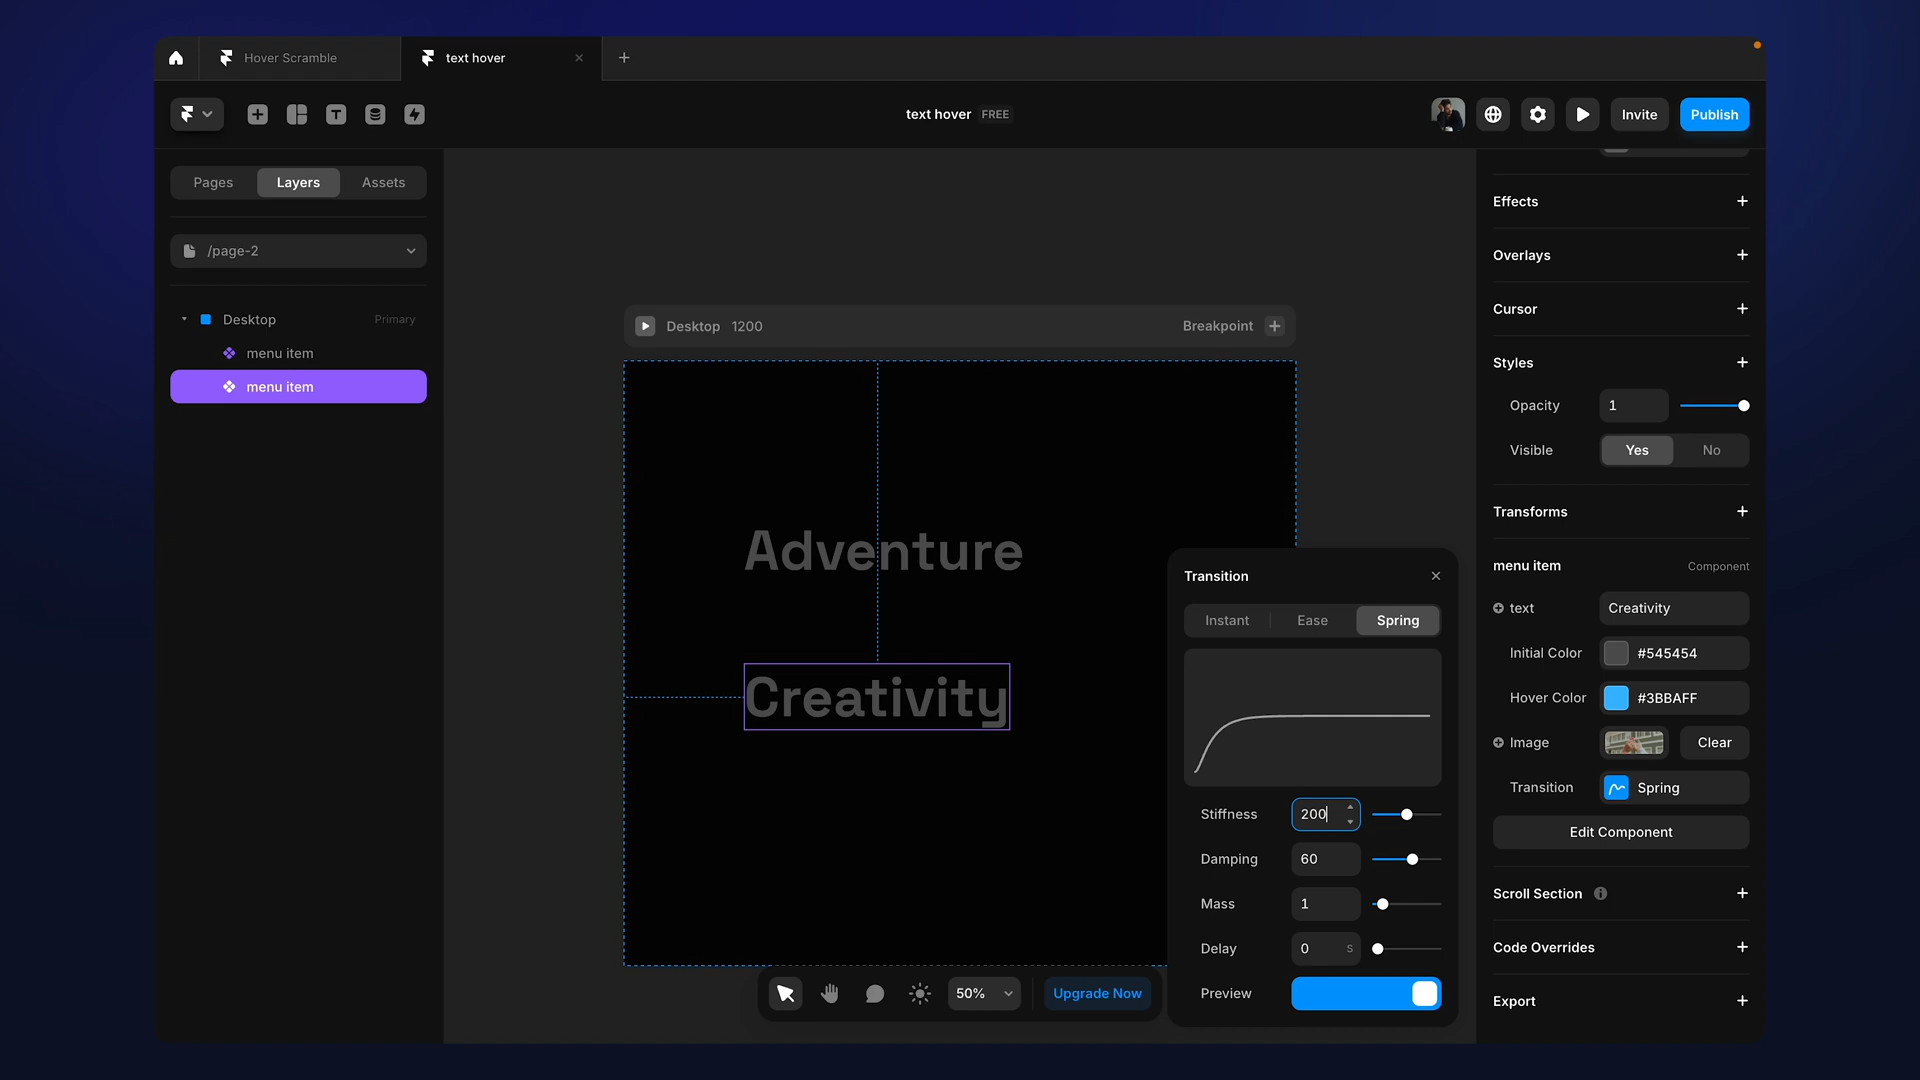 Hover Scramble
text hover
text hover FREE
Invite
Publish
Pages
Layers
Assets
/page-2
Desktop
Primary
menu item
menu item
Desktop 1200
Breakpoint
Adventure
Creativity
50%
Upgrade Now
Transition
Instant
Ease
Spring
Stiffness
200
Damping
60
Mass
1
Delay
0 S
Preview
Effects
Overlays
Cursor
Styles
Opacity
1
Visible
Yes
No
Transforms
menu item
Component
text
Creativity
Initial Color
#545454
Hover Color
#3BBAFF
Image
Clear
Transition
Spring
Edit Component
Scroll Section
Code Overrides
Export